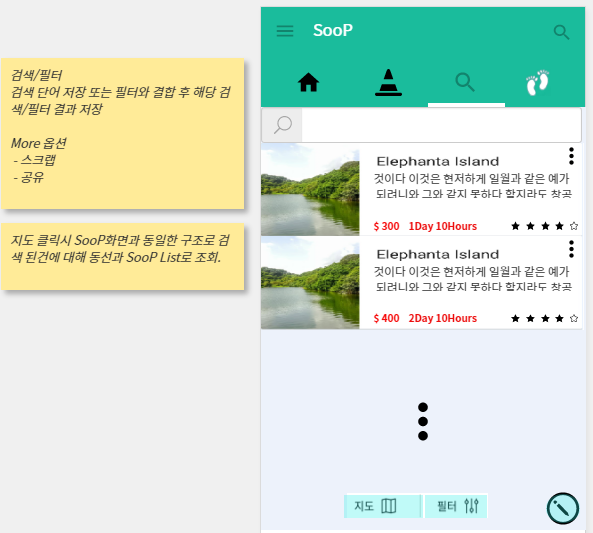 SooP
검색/필터
검색 단어 저장 또는 필터와 결합 후 해당 검
색/필터 결과 저장
More 옵션
- 스크랩
- 공유
지도 클릭시 SooP화면과 동일한 구조로 검
색 된건에 대해 동선과 SooP List로 조회.
Elephanta Island
것이다 이것은 현저하게 일월과 같은 예가
되려니와 그와 같지 못하다 할지라도 창공
$ 300 1Day 10Hours
Elephanta Island
것이다 이것은 현저하게 일월과 같은 예가
되려니와 그와 같지 못하다 할지라도 창공
$ 400 2Day 10Hours
지도
필터